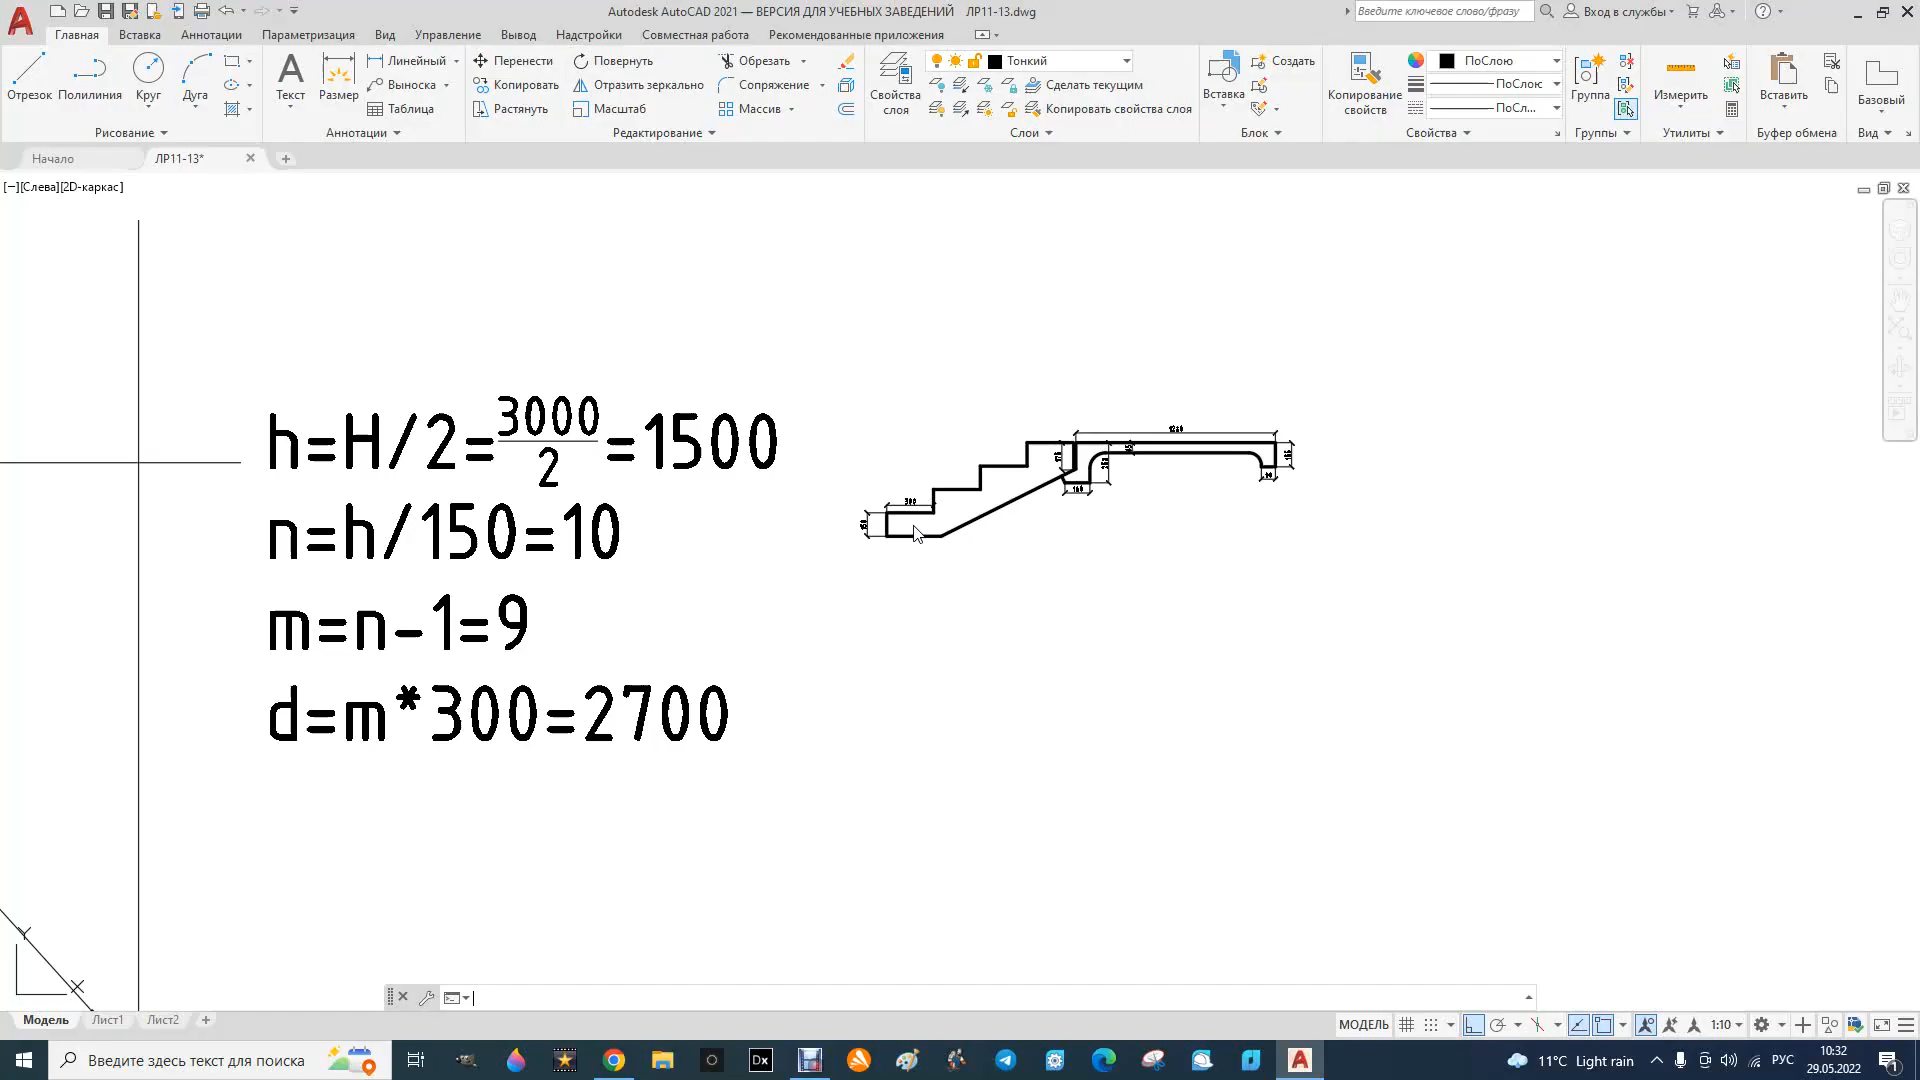 Autodesk AutoCAD 2021 — ВЕРСИЯ ДЛЯ УЧЕБНЫХ ЗАВЕДЕНИЙ ЛР11-13.dwg
Введите ключевое слово/фразу
Вход в службы
Главная Вставка Аннотации Параметризация Вид Управление Вывод Надстройки Совместная работа Рекомендованные приложения
Отрезок Полилиния Круг Дуга
Рисование
Текст Размер
Линейный
Выноска
Таблица
Аннотации
Перенести Повернуть Обрезать
Копировать Отразить зеркально Сопряжение
Растянуть Масштаб Массив
Редактирование
Свойства слоя
Тонкий
Сделать текущим
Копировать свойства слоя
Слои
Вставка
Создать
Блок
Копирование свойств
ПоСлою
ПоСлою
ПоСл...
Свойства
Группа
Группы
Измерить
Утилиты
Вставить
Буфер обмена
Базовый
Вид
Начало ЛР11-13*
[−][Слева][2D-каркас]
h=H/2=3000/2=1500
n=h/150=10
m=n-1=9
d=m*300=2700
300
Y
X
Модель Лист1 Лист2
МОДЕЛЬ 1:10
Введите здесь текст для поиска
Dx
11°C Light rain
РУС
10:32
29.05.2022
1